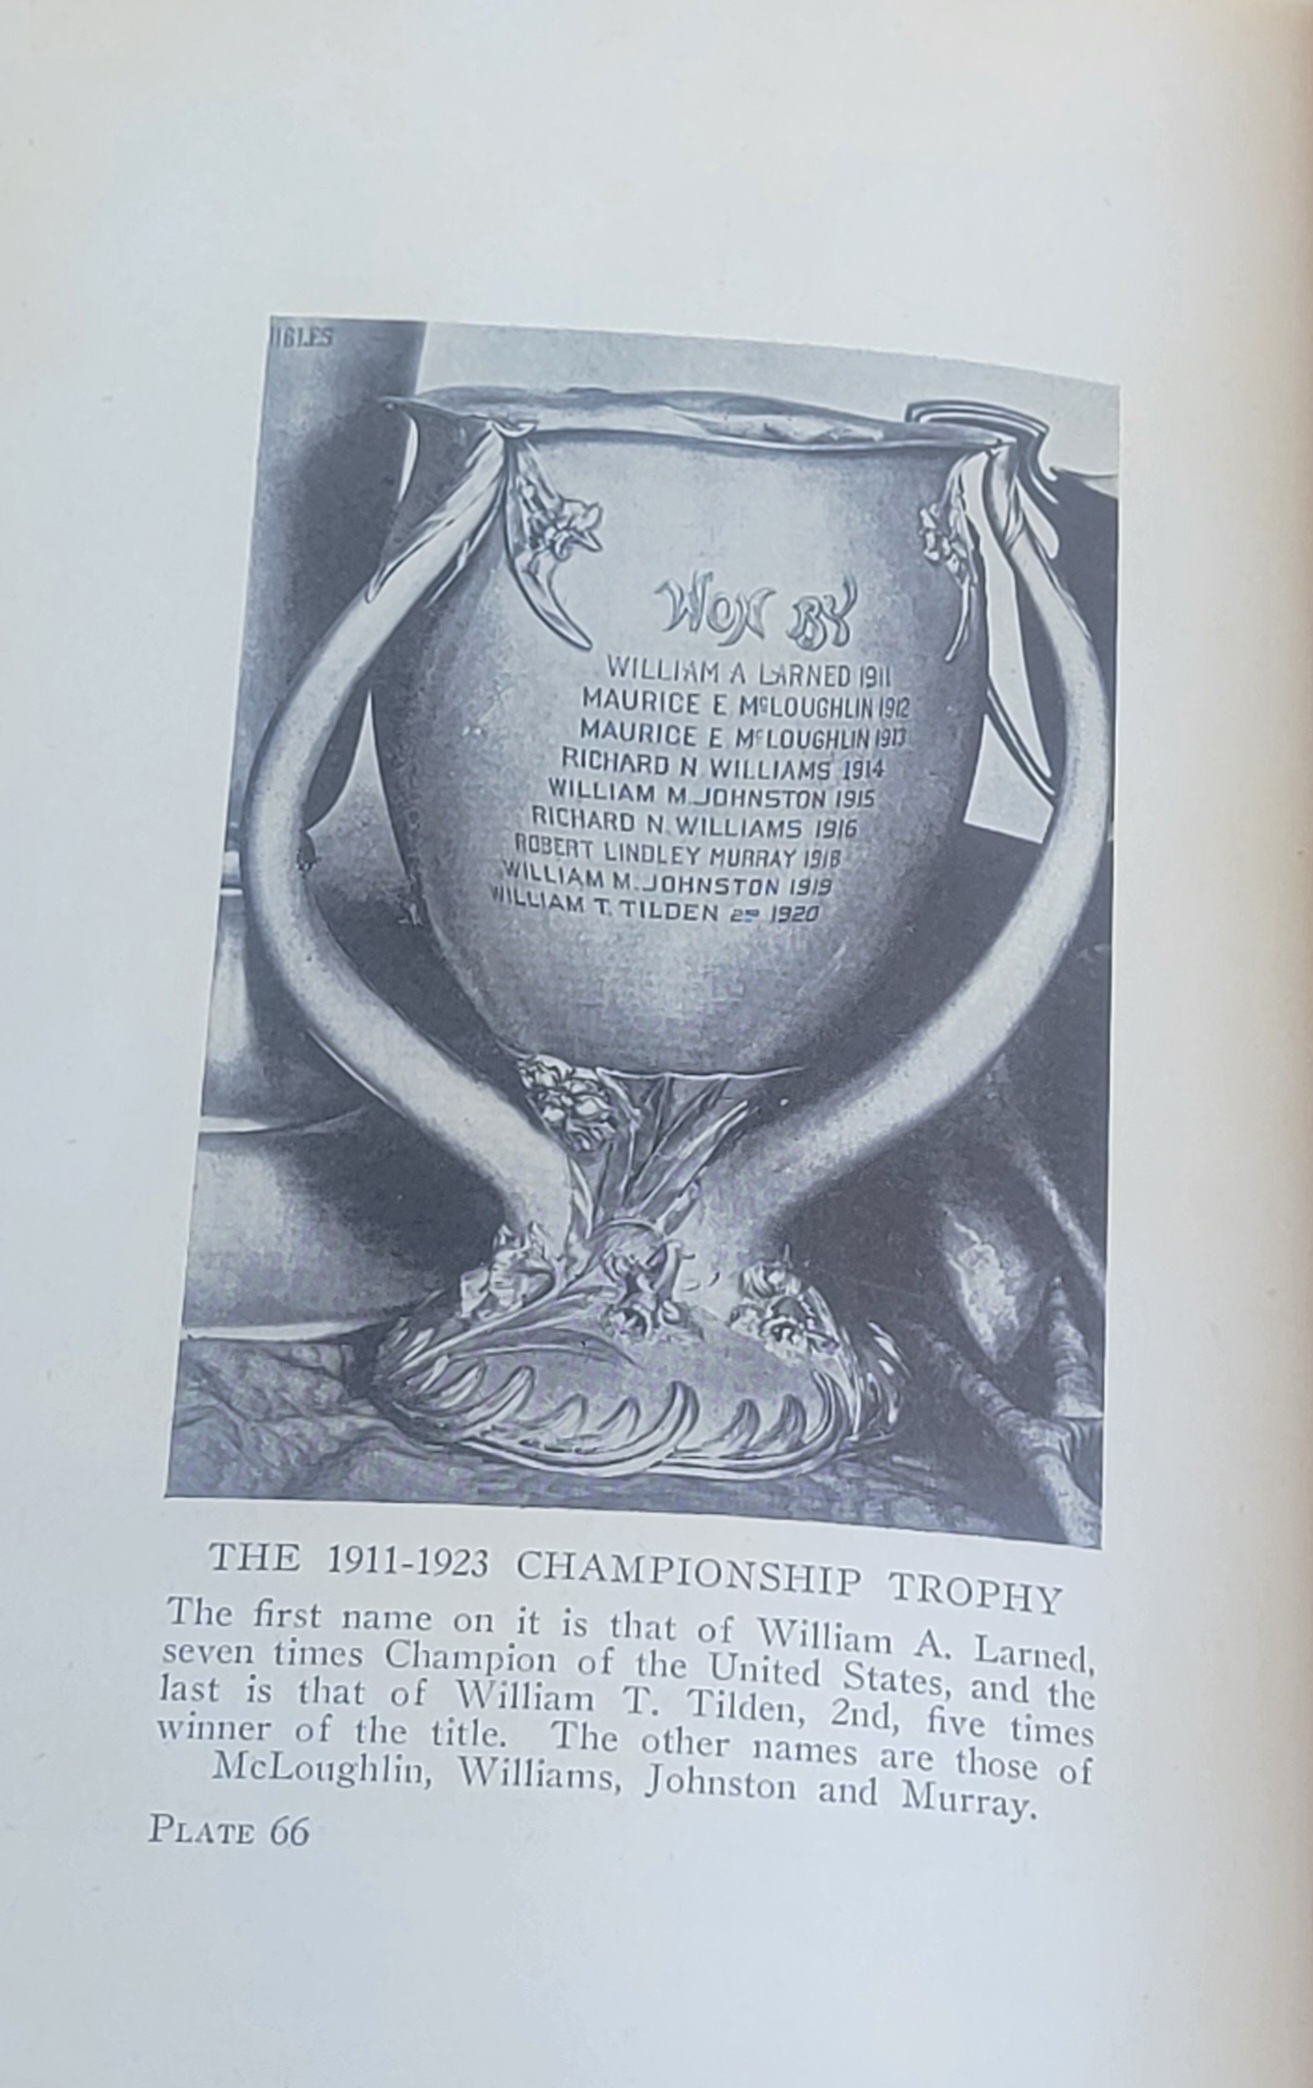 WON BY
WILLIAM A LARNED 1911
MAURICE E McLOUGHLIN 1912
MAURICE E McLOUGHLIN 1913
RICHARD N WILLIAMS 1914
WILLIAM M. JOHNSTON 1915
RICHARD N. WILLIAMS 1916
ROBERT LINDLEY MURRAY 1918
WILLIAM M. JOHNSTON 1919
WILLIAM T. TILDEN 2ND 1920
THE 1911-1923 CHAMPIONSHIP TROPHY
The first name on it is that of William A. Larned,
seven times Champion of the United States, and the
last is that of William T. Tilden, 2nd, five times
winner of the title. The other names are those of
McLoughlin, Williams, Johnston and Murray.
PLATE 66